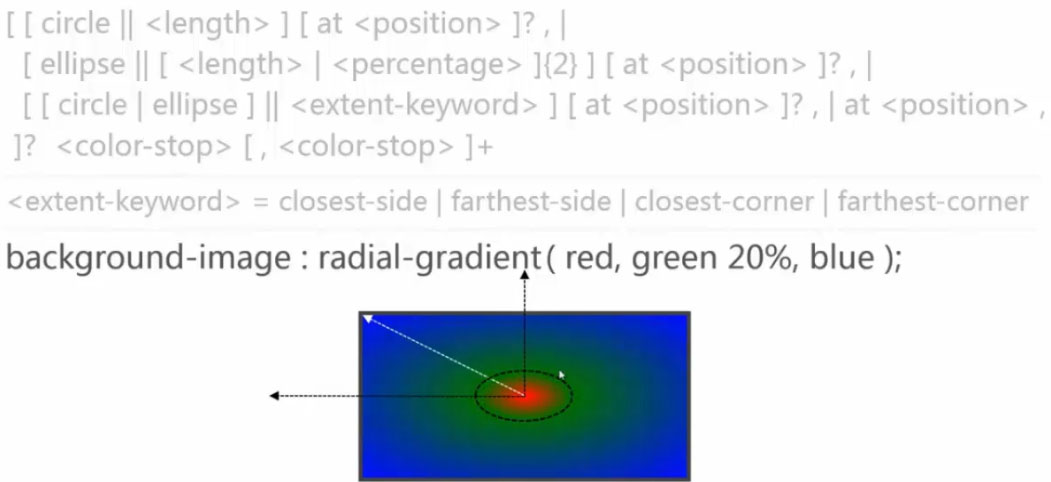 [ [ circle || <length> ] [ at <position> ]? , |
[ ellipse || [ <length> | <percentage> ]{2} ] [ at <position> ]? , |
[ [ circle | ellipse ] || <extent-keyword> ] [ at <position> ]? , | at <position> ,
]? <color-stop> [ , <color-stop> ]+
<extent-keyword> = closest-side | farthest-side | closest-corner | farthest-corner
background-image : radial-gradient( red, green 20%, blue );